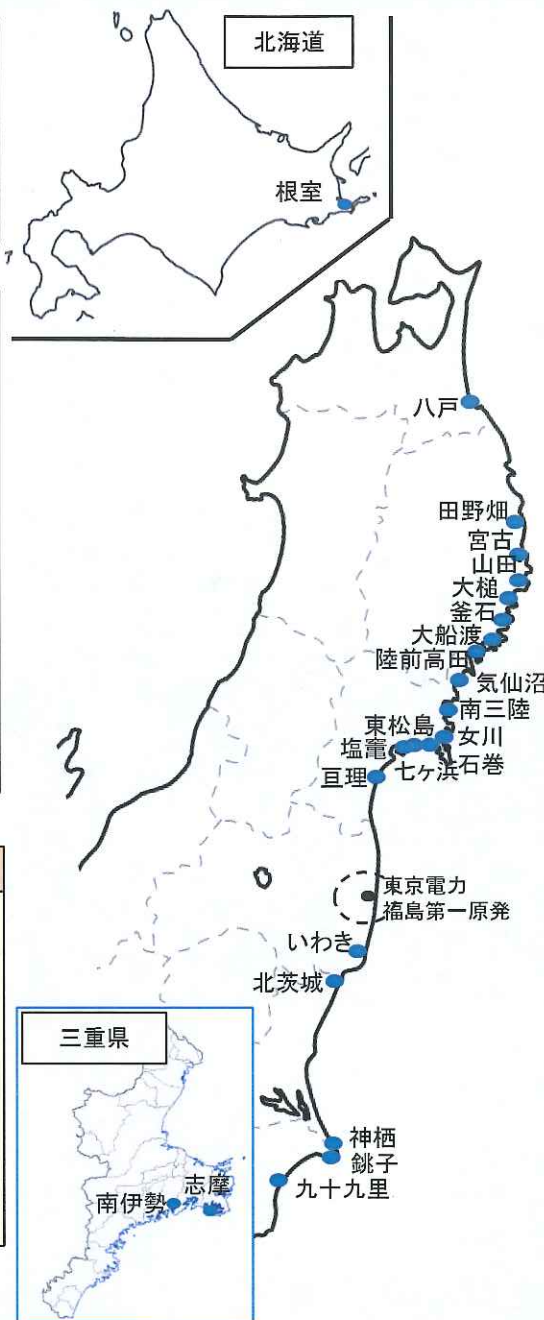 北海道
根室
ア
八戸
田野畑
宮古
山田
大槌
釜石
大船渡
陸前高田
気仙沼
南三陸
東松島
女川
塩竈
石巻
七ヶ浜
亘理
東京電力
福島第一原発
いわき
北茨城
三重県
神栖
銚子
志摩
南伊勢
九十九里